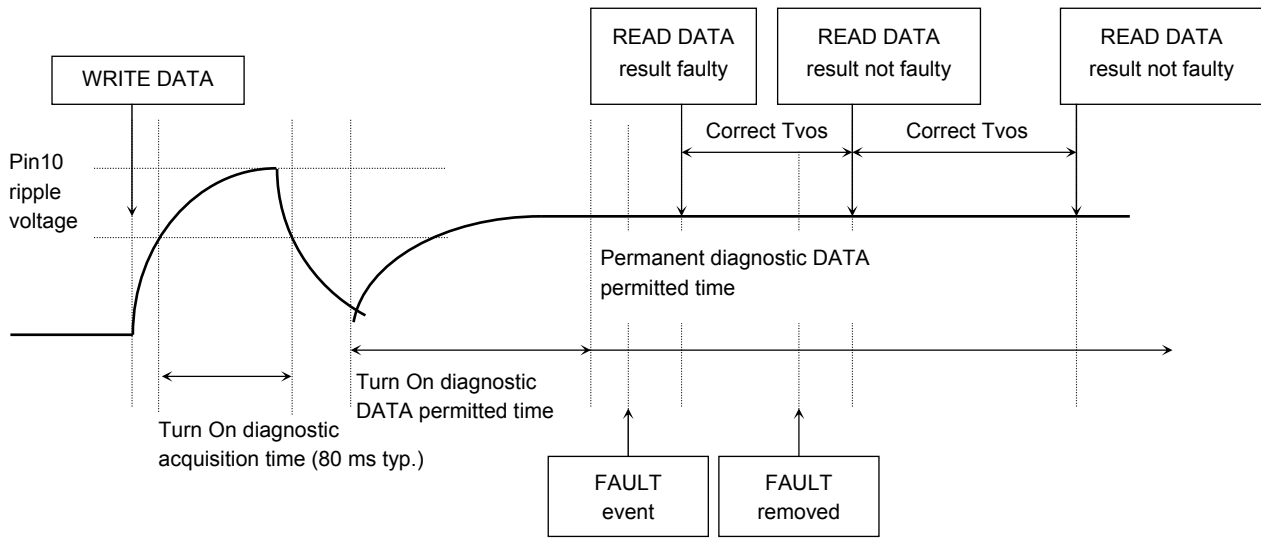 READ DATA
result faulty
READ DATA
result not faulty
READ DATA
result not faulty
WRITE DATA
Correct Tvos
Correct Tvos
Pin10
ripple
voltage
Permanent diagnostic DATA
permitted time
Turn On diagnostic
DATA permitted time
Turn On diagnostic
acquisition time (80 ms typ.)
FAULT
event
FAULT
removed